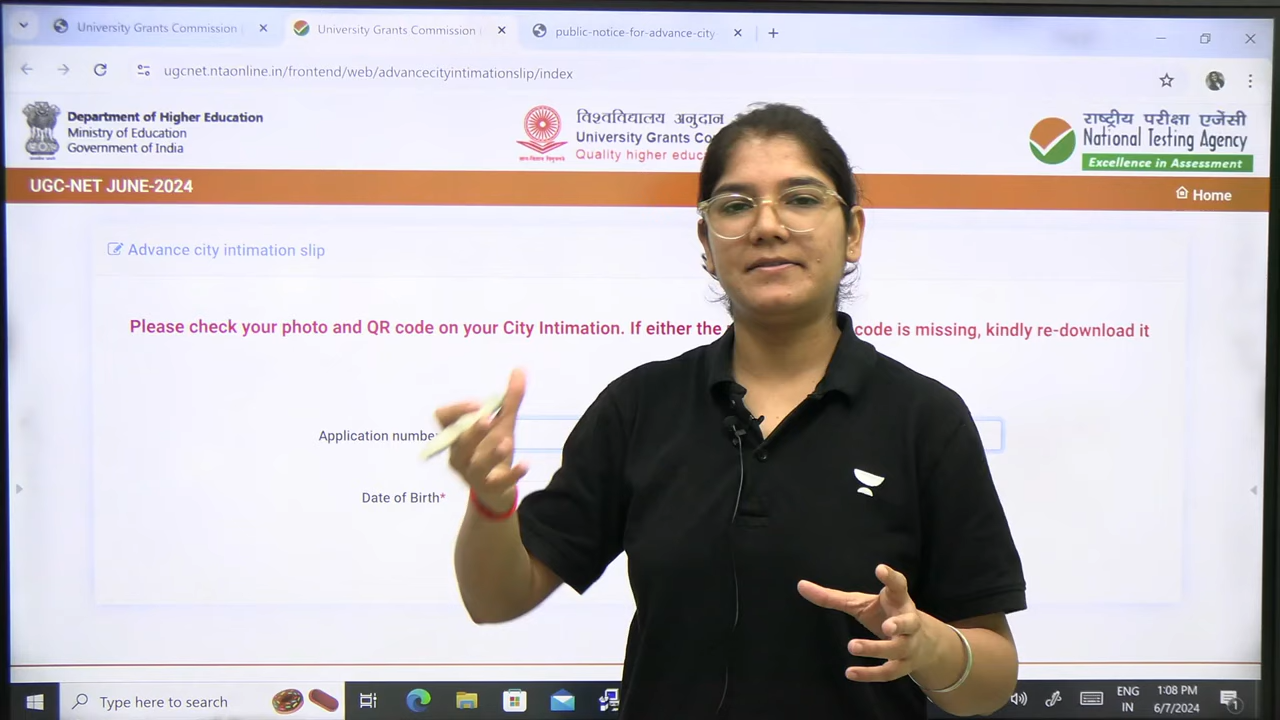 University Grants Commission
University Grants Commission
public-notice-for-advance-city
ugcnet.ntaonline.in/frontend/web/advancecityintimationslip/index
Department of Higher Education
Ministry of Education
Government of India
विश्वविद्यालय अनुदान
University Grants Co
Quality higher educ
राष्ट्रीय परीक्षा एजेंसी
National Testing Agency
Excellence in Assessment
UGC-NET JUNE-2024
Home
Advance city intimation slip
Please check your photo and QR code on your City Intimation. If either the code is missing, kindly re-download it
Application number
Date of Birth*
Type here to search
ENG
IN
1:08 PM
6/7/2024
1